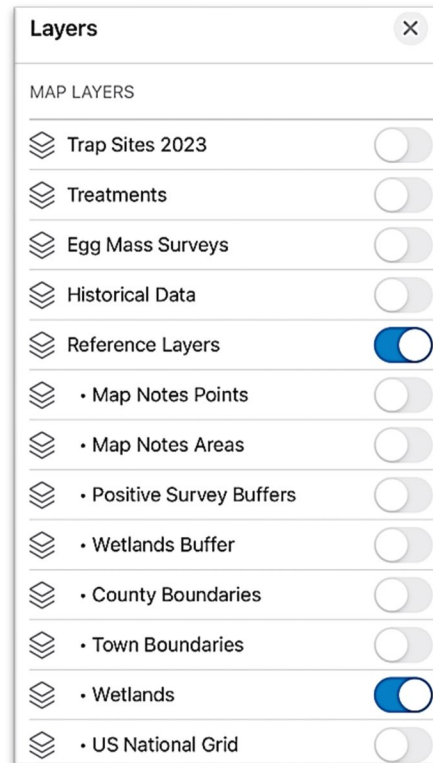 Layers
MAP LAYERS
Trap Sites 2023
Treatments
Egg Mass Surveys
Historical Data
Reference Layers
• Map Notes Points
• Map Notes Areas
• Positive Survey Buffers
• Wetlands Buffer
• County Boundaries
• Town Boundaries
• Wetlands
• US National Grid